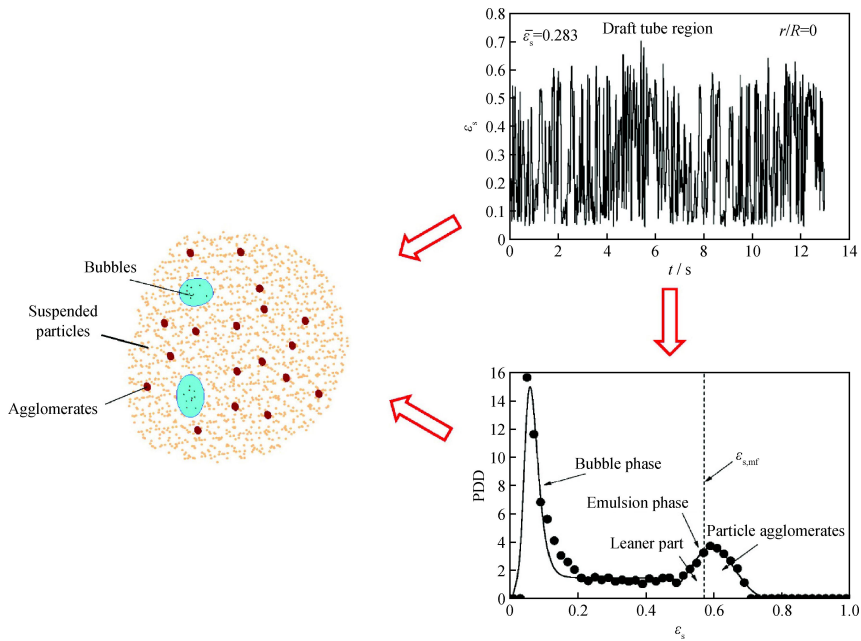 Bubbles
Suspended
particles
Agglomerates
ε̄s=0.283
Draft tube region
r/R=0
0.8
0.7
0.6
0.5
0.4
0.3
0.2
0.1
0
εs
0
2
4
6
8
10
12
14
t / s
16
14
12
10
8
6
4
2
0
PDD
Bubble phase
εs,mf
Emulsion phase
Leaner part
Particle agglomerates
0
0.2
0.4
0.6
0.8
1.0
εs